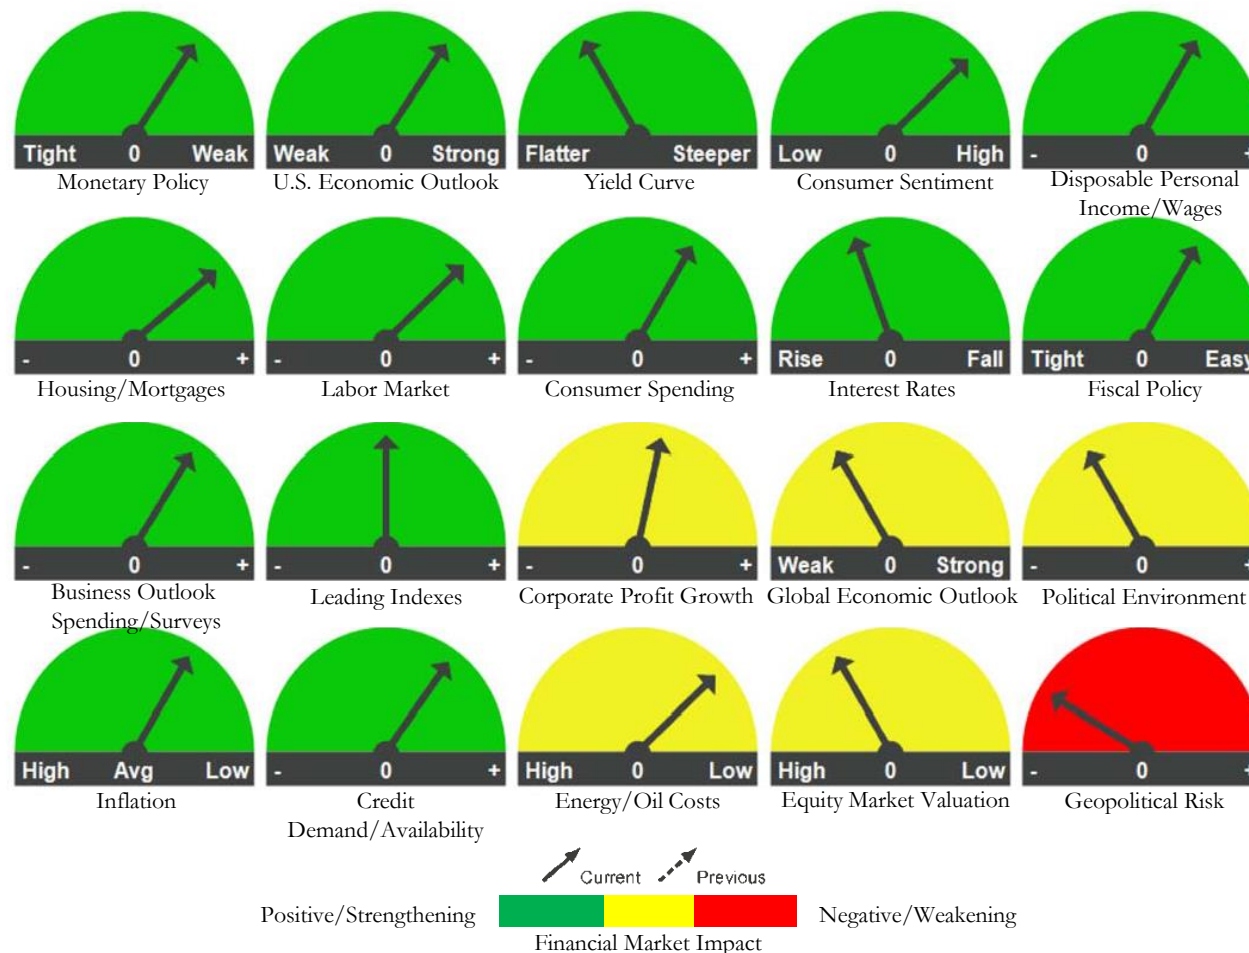 Tight 0 Weak
Monetary Policy
Weak 0 Strong
U.S. Economic Outlook
Flatter Steeper
Yield Curve
Low 0 High
Consumer Sentiment
- 0 +
Disposable Personal
Income/Wages
- 0 +
Housing/Mortgages
- 0 +
Labor Market
- 0 +
Consumer Spending
Rise 0 Fall
Interest Rates
Tight 0 Easy
Fiscal Policy
- 0 +
Business Outlook
Spending/Surveys
- 0 +
Leading Indexes
- 0 +
Corporate Profit Growth
Weak 0 Strong
Global Economic Outlook
- 0 +
Political Environment
High Avg Low
Inflation
- 0 +
Credit
Demand/Availability
High 0 Low
Energy/Oil Costs
High 0 Low
Equity Market Valuation
- 0 +
Geopolitical Risk
Current Previous
Positive/Strengthening Negative/Weakening
Financial Market Impact